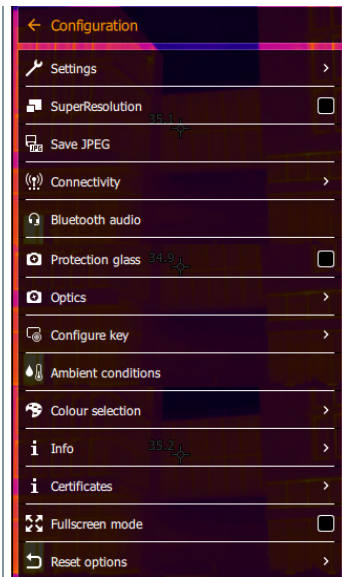 Configuration
Settings
SuperResolution
35.1
JPG Save JPEG
Connectivity
Bluetooth audio
Protection glass 34.9
Optics
Configure key
Ambient conditions
Colour selection
Info 35.2
Certificates
Fullscreen mode
Reset options